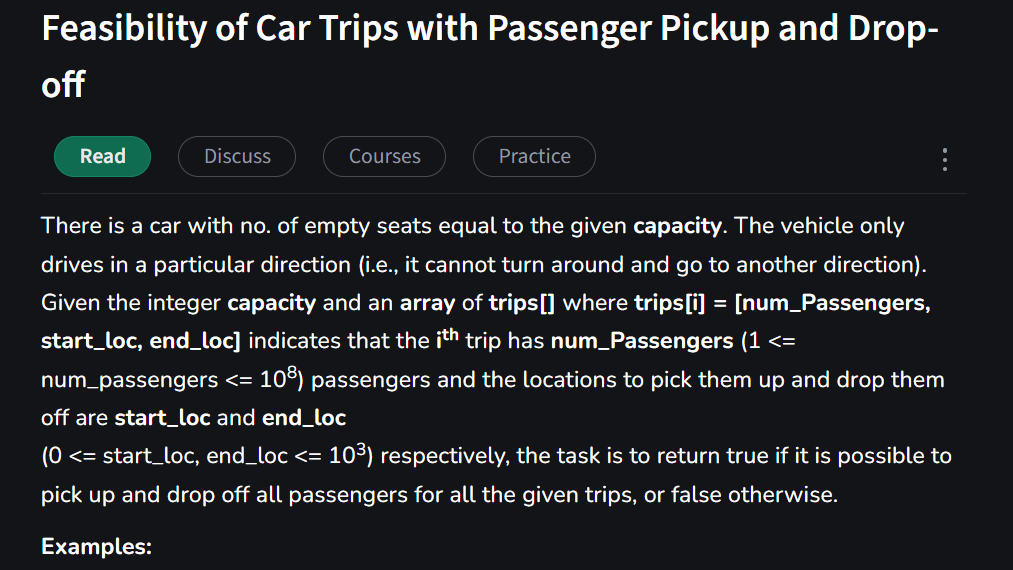 Feasibility of Car Trips with Passenger Pickup and Drop-
off
Read Discuss Courses Practice
There is a car with no. of empty seats equal to the given capacity. The vehicle only
drives in a particular direction (i.e., it cannot turn around and go to another direction).
Given the integer capacity and an array of trips[] where trips[i] = [num_Passengers,
start_loc, end_loc] indicates that the iᵗʰ trip has num_Passengers (1 <=
num_passengers <= 10⁸) passengers and the locations to pick them up and drop them
off are start_loc and end_loc
(0 <= start_loc, end_loc <= 10³) respectively, the task is to return true if it is possible to
pick up and drop off all passengers for all the given trips, or false otherwise.
Examples: